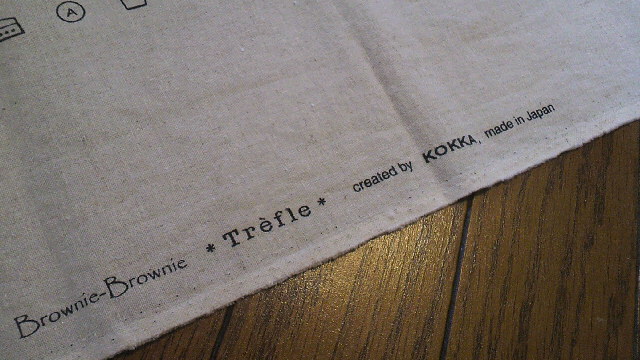 A
Brownie-Brownie * Trèfle * created by KOKKA, made in Japan